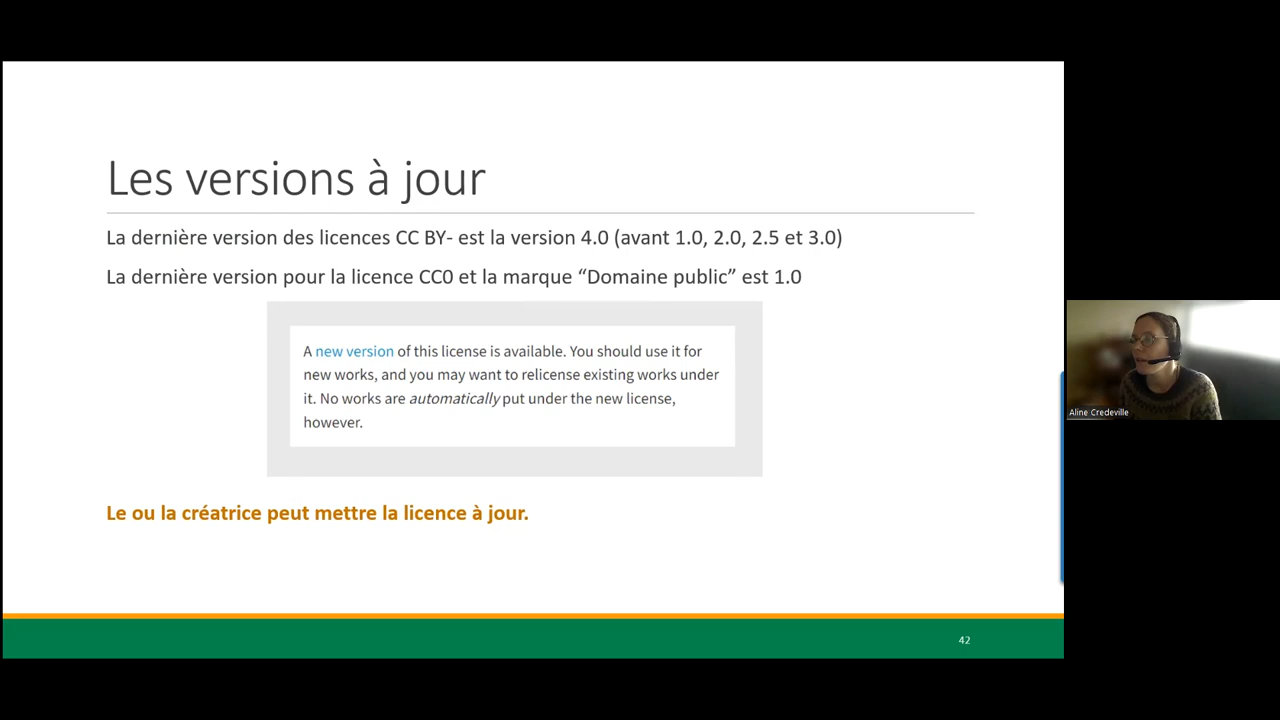 Les versions à jour
La dernière version des licences CC BY- est la version 4.0 (avant 1.0, 2.0, 2.5 et 3.0)
La dernière version pour la licence CC0 et la marque “Domaine public” est 1.0
A new version of this license is available. You should use it for
new works, and you may want to relicense existing works under
it. No works are automatically put under the new license,
however.
Le ou la créatrice peut mettre la licence à jour.
42
Aline Credeville